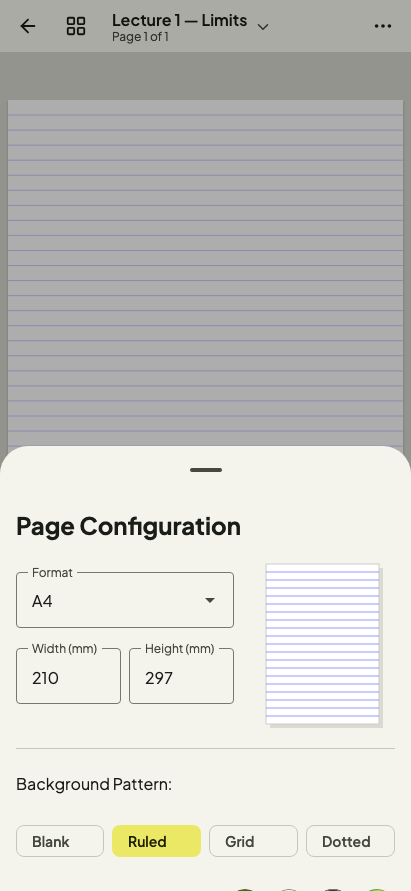 Lecture 1 — Limits
Page 1 of 1
Page Configuration
Format
A4
Width (mm)
Height (mm)
210
297
Background Pattern:
Blank
Ruled
Grid
Dotted